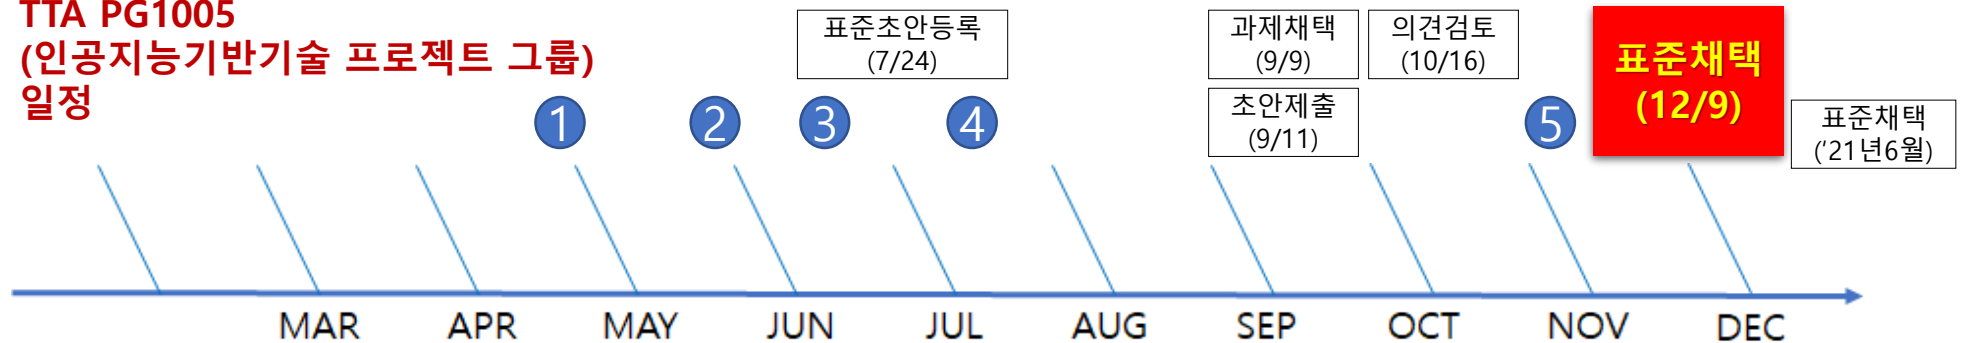 TTA PG1005
(인공지능기반기술 프로젝트 그룹)
일정
표준초안등록
(7/24)
과제채택
(9/9)
의견검토
(10/16)
표준채택
(12/9)
초안제출
(9/11)
표준채택
('21년6월)
1
2
3
4
5
MAR
APR
MAY
JUN
JUL
AUG
SEP
OCT
NOV
DEC